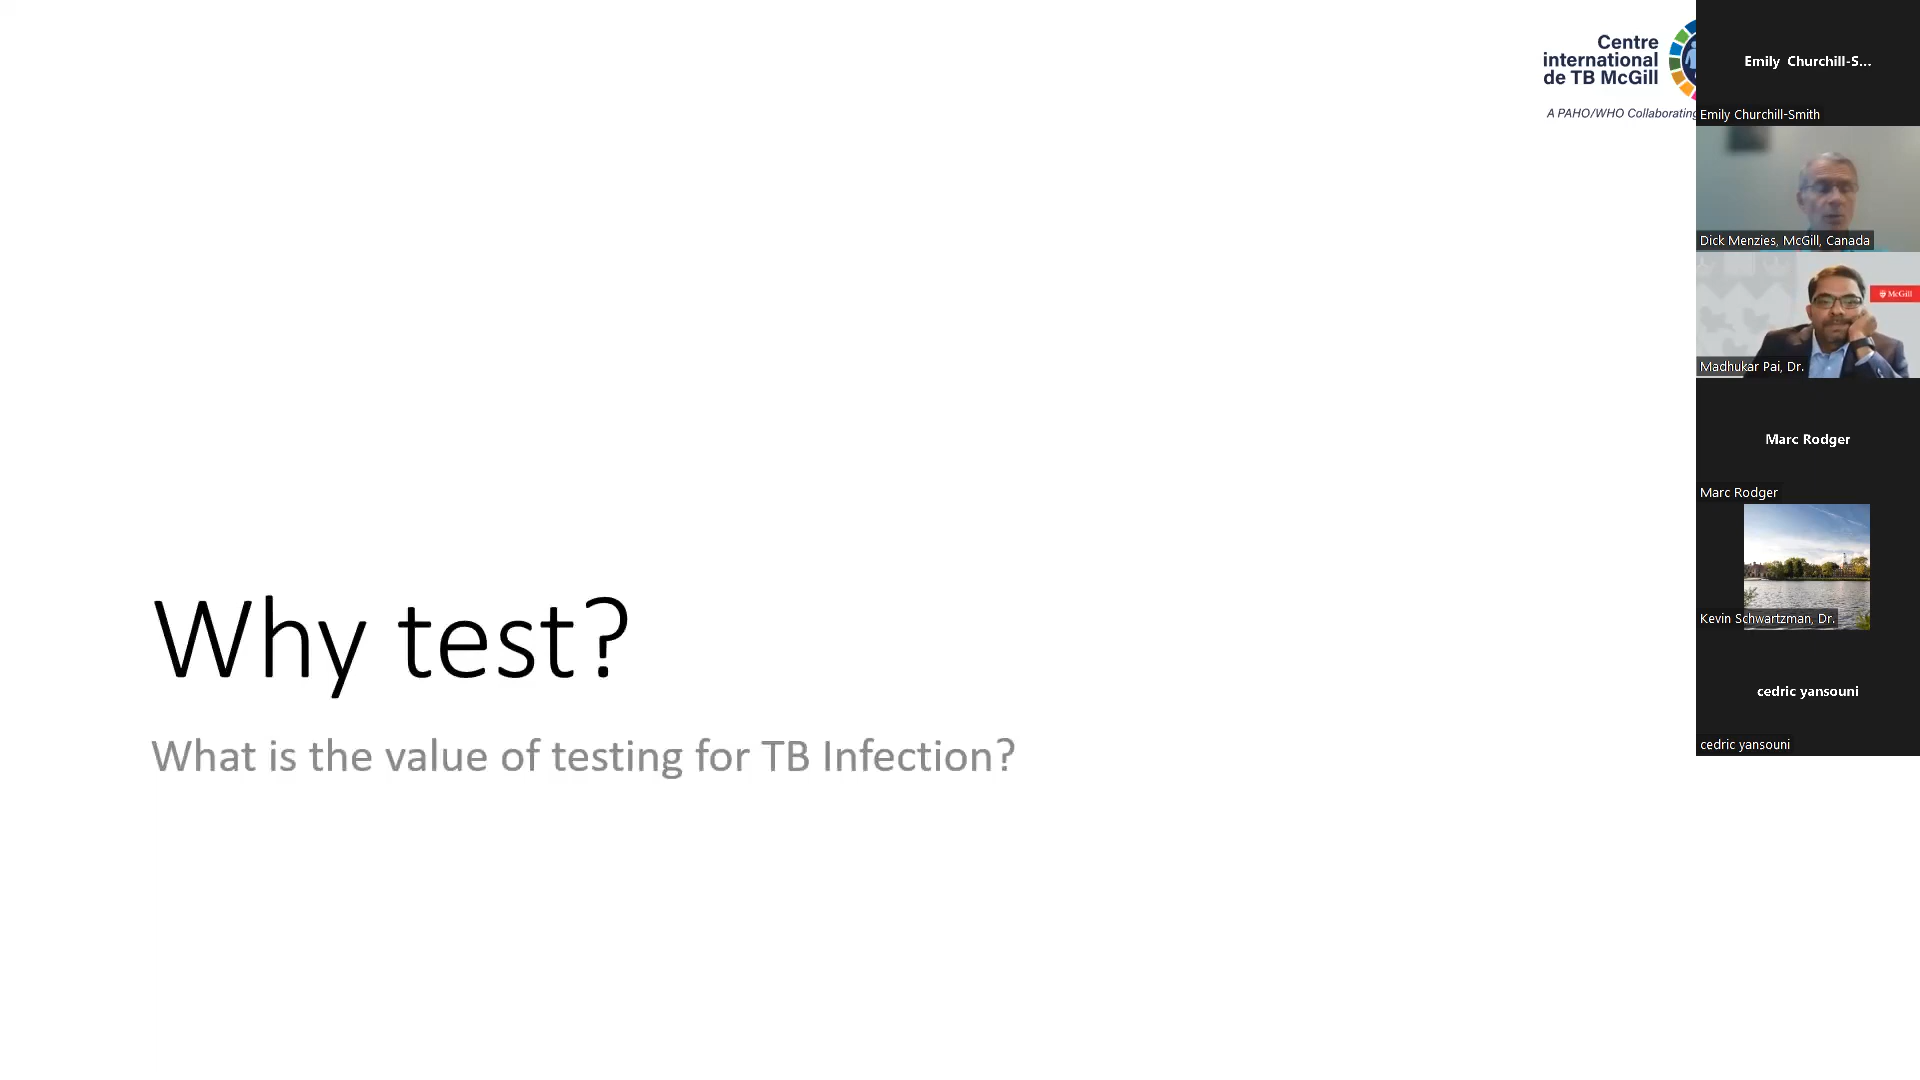 Centre
international
de TB McGill
A PAHO/WHO Collaborating
Why test?
What is the value of testing for TB Infection?
Emily Churchill-S...
Emily Churchill-Smith
Dick Menzies, McGill, Canada
McGill
Madhukar Pai, Dr.
Marc Rodger
Marc Rodger
Kevin Schwartzman, Dr.
cedric yansouni
cedric yansouni